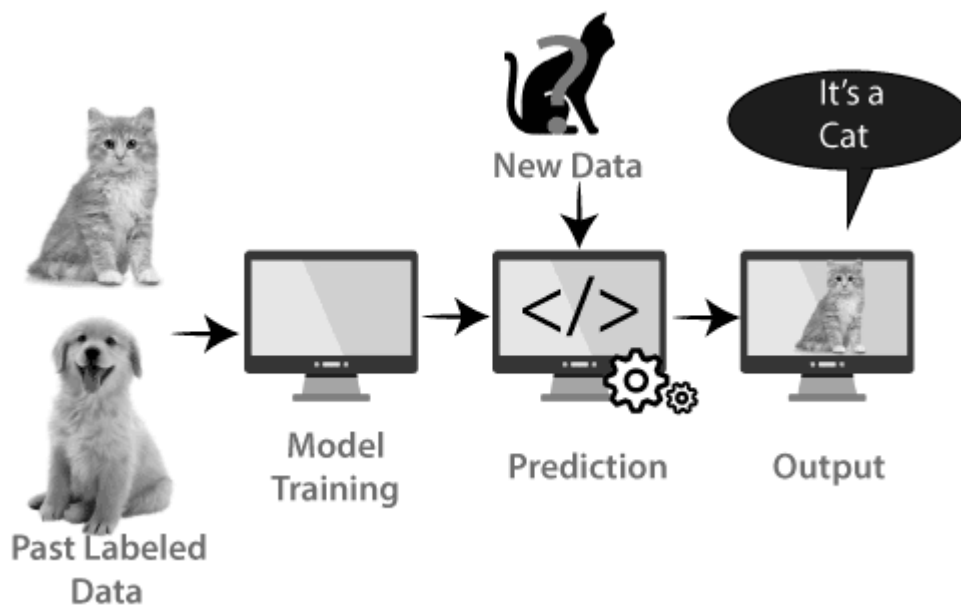 ?
New Data
It's a
Cat
</>
Model
Training
Prediction
Output
Past Labeled
Data